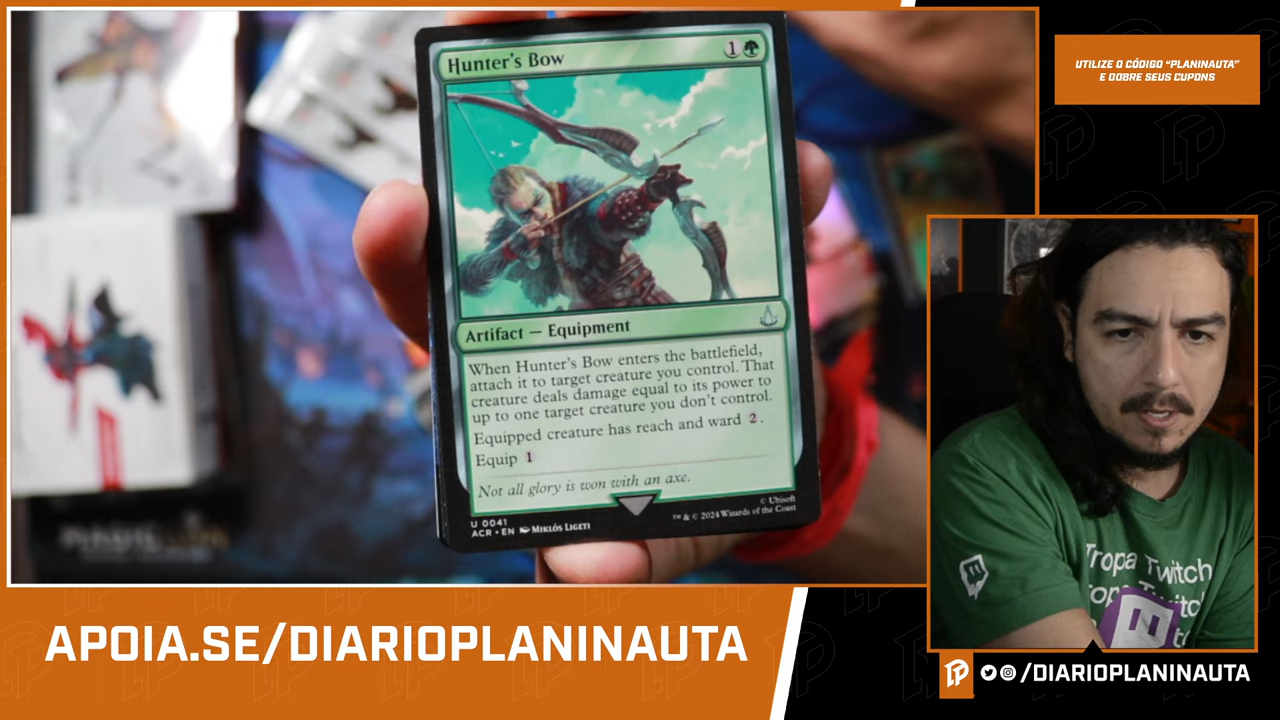 Hunter's Bow
1
Artifact — Equipment
When Hunter's Bow enters the battlefield,
attach it to target creature you control. That
creature deals damage equal to its power to
up to one target creature you don't control.
Equipped creature has reach and ward 2.
Equip 1
Not all glory is won with an axe.
U 0041
ACR • EN MIKLÓS LIGETI
© Ubisoft
™ & © 2024 Wizards of the Coast
MAGIC
UTILIZE O CÓDIGO "PLANINAUTA"
E DOBRE SEUS CUPONS
Tropa Twitch
APOIA.SE/DIARIOPLANINAUTA
/DIARIOPLANINAUTA